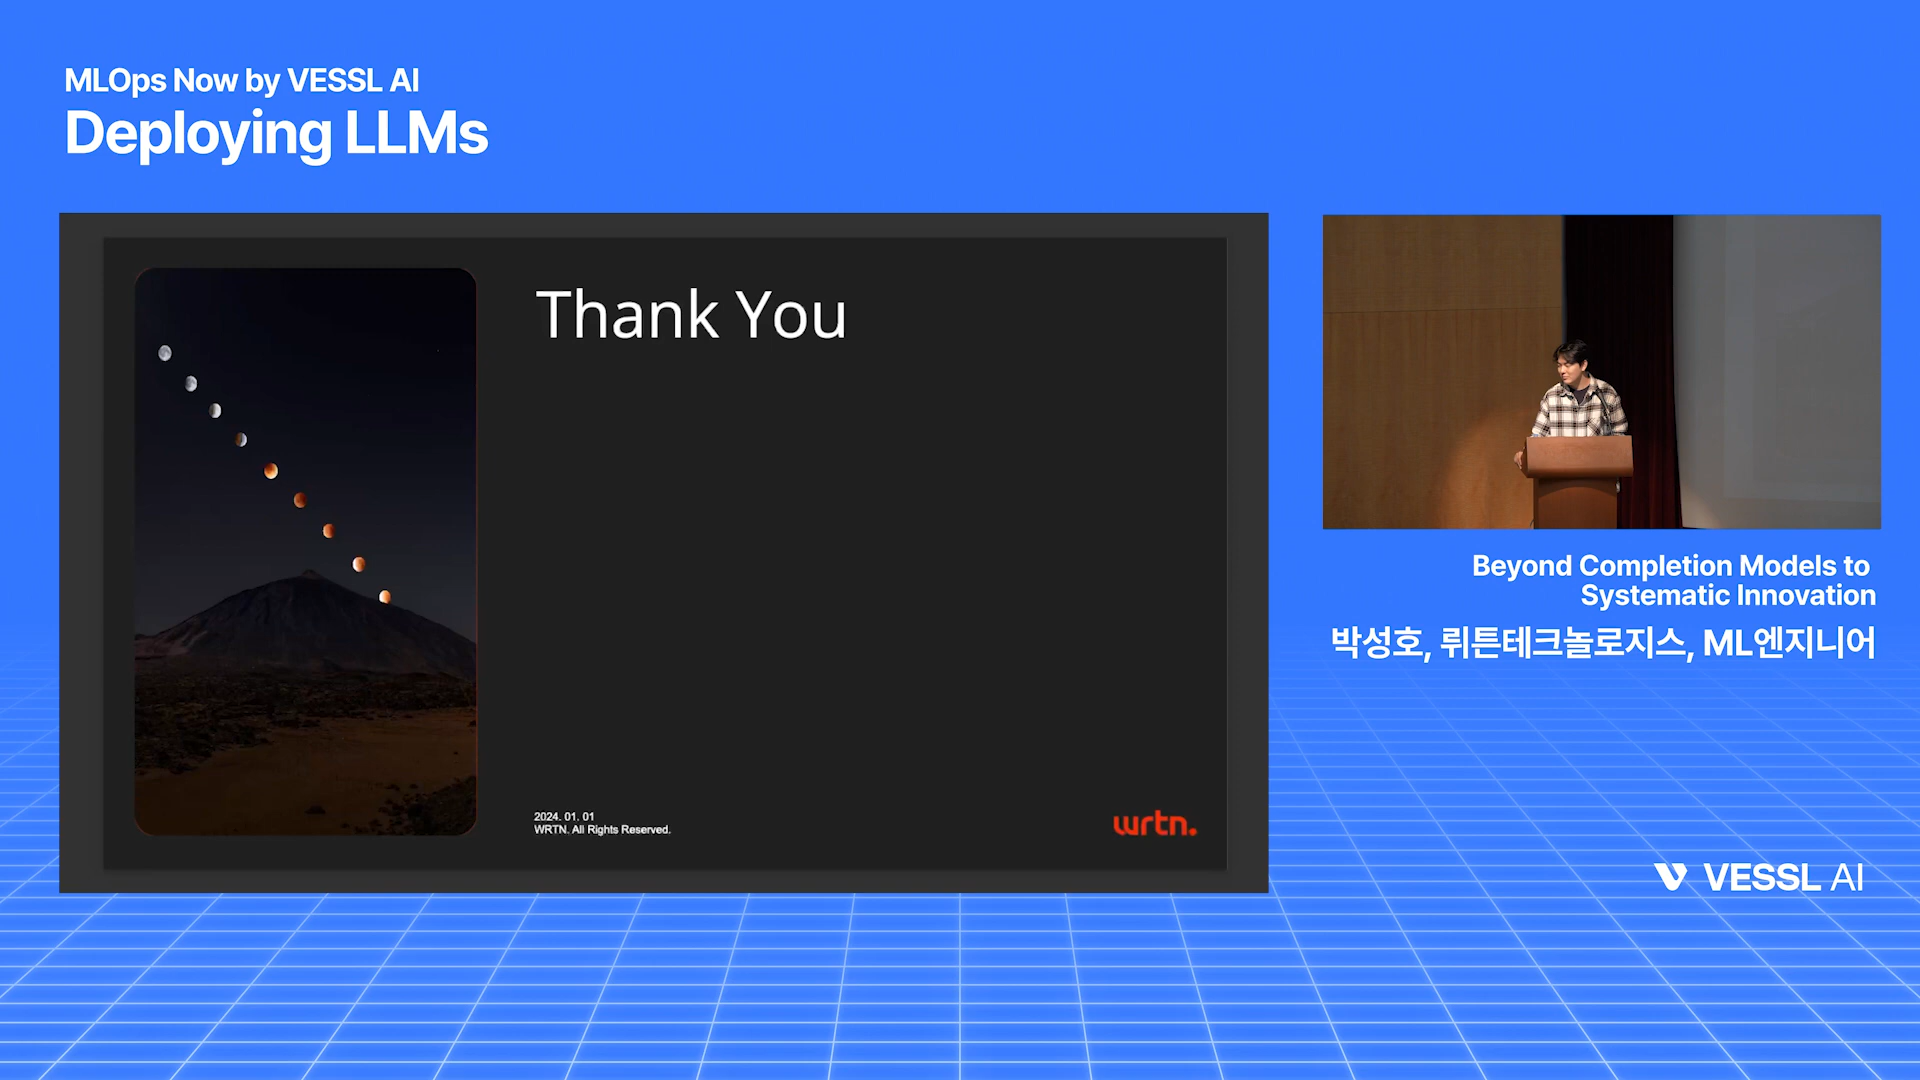 MLOps Now by VESSL AI
Deploying LLMs
Thank You
2024. 01. 01
WRTN. All Rights Reserved.
wrtn.
Beyond Completion Models to
Systematic Innovation
박성호, 뤼튼테크놀로지스, ML엔지니어
VESSL AI